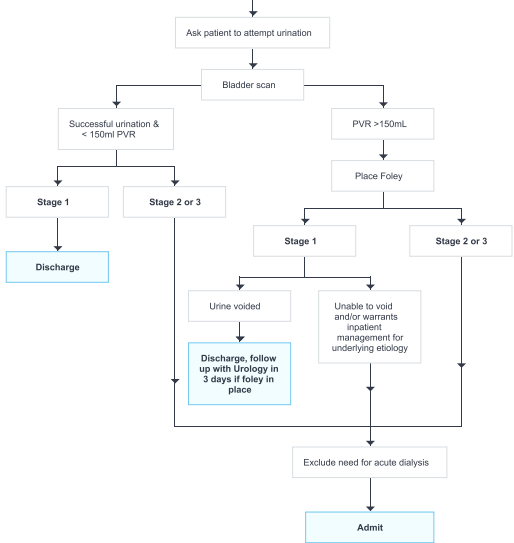 Ask patient to attempt urination
Bladder scan
Successful urination &
< 150ml PVR
PVR >150mL
Place Foley
Stage 1
Stage 2 or 3
Stage 1
Stage 2 or 3
Discharge
Urine voided
Unable to void
and/or warrants
inpatient
management for
underlying etiology
Discharge, follow
up with Urology in
3 days if foley in
place
Exclude need for acute dialysis
Admit